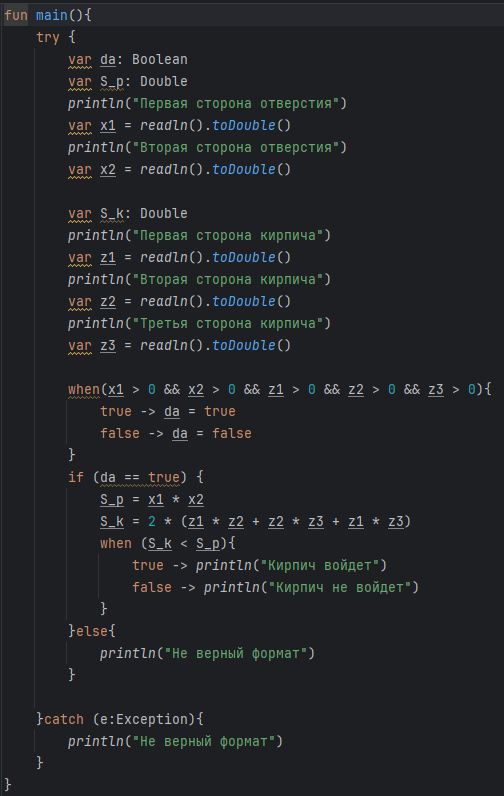 fun main(){
try {
var da: Boolean
var S_p: Double
println("Первая сторона отверстия")
var x1 = readln().toDouble()
println("Вторая сторона отверстия")
var x2 = readln().toDouble()
var S_k: Double
println("Первая сторона кирпича")
var z1 = readln().toDouble()
println("Вторая сторона кирпича")
var z2 = readln().toDouble()
println("Третья сторона кирпича")
var z3 = readln().toDouble()
when(x1 > 0 && x2 > 0 && z1 > 0 && z2 > 0 && z3 > 0){
true -> da = true
false -> da = false
}
if (da == true) {
S_p = x1 * x2
S_k = 2 * (z1 * z2 + z2 * z3 + z1 * z3)
when (S_k < S_p){
true -> println("Кирпич войдет")
false -> println("Кирпич не войдет")
}
}else{
println("Не верный формат")
}
}catch (e:Exception){
println("Не верный формат")
}
}